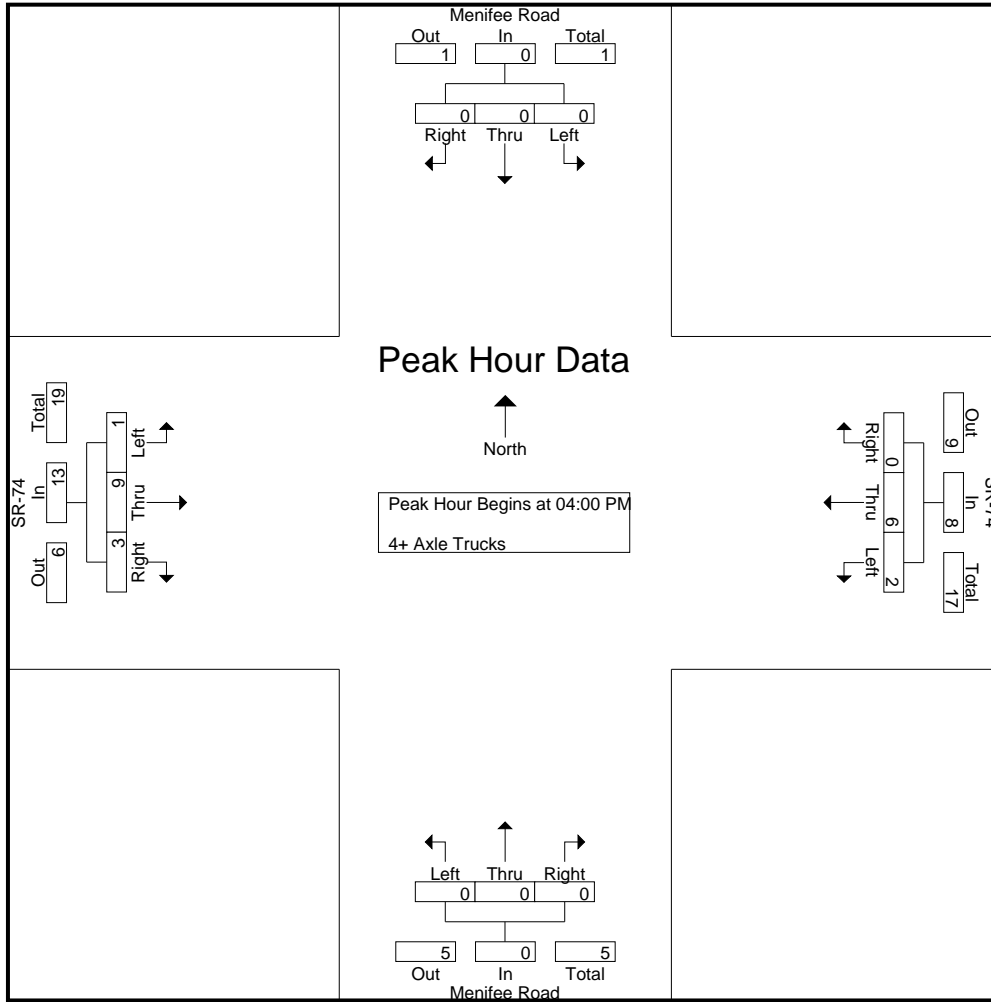 Menifee Road
Out In Total
1 0 1
0 0 0
Right Thru Left
Peak Hour Data
North
Peak Hour Begins at 04:00 PM
4+ Axle Trucks
SR-74
Out In Total
6 13 19
1 9 3
Left Thru Right
SR-74
Out In Total
9 8 17
0 6 2
Right Thru Left
Left Thru Right
0 0 0
5 0 5
Out In Total
Menifee Road